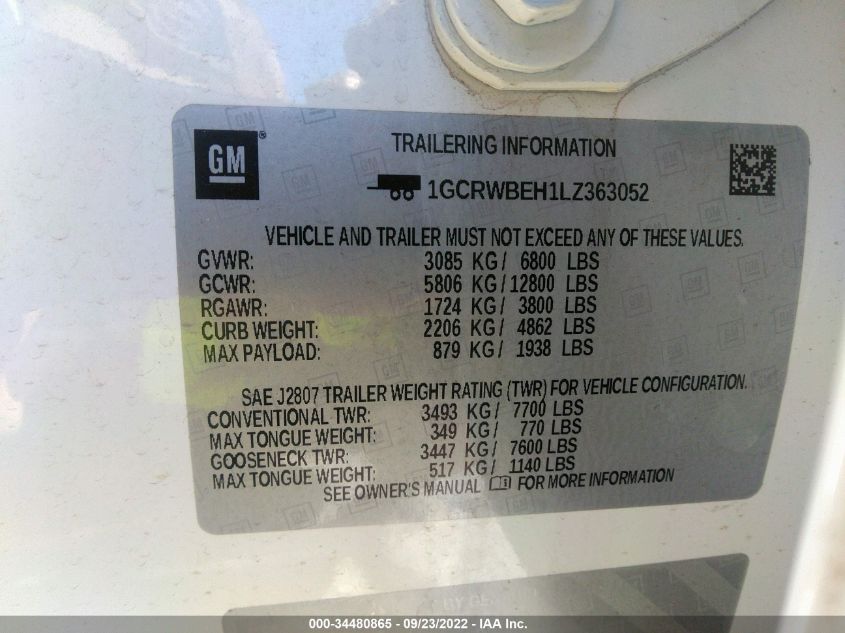 GM ®
TRAILERING INFORMATION
1GCRWBEH1LZ363052
VEHICLE AND TRAILER MUST NOT EXCEED ANY OF THESE VALUES.
GVWR: 3085 KG / 6800 LBS
GCWR: 5806 KG / 12800 LBS
RGAWR: 1724 KG / 3800 LBS
CURB WEIGHT: 2206 KG / 4862 LBS
MAX PAYLOAD: 879 KG / 1938 LBS
SAE J2807 TRAILER WEIGHT RATING (TWR) FOR VEHICLE CONFIGURATION.
CONVENTIONAL TWR: 3493 KG / 7700 LBS
MAX TONGUE WEIGHT: 349 KG / 770 LBS
GOOSENECK TWR: 3447 KG / 7600 LBS
MAX TONGUE WEIGHT: 517 KG / 1140 LBS
SEE OWNER'S MANUAL FOR MORE INFORMATION
000-34480865 - 09/23/2022 - IAA Inc.